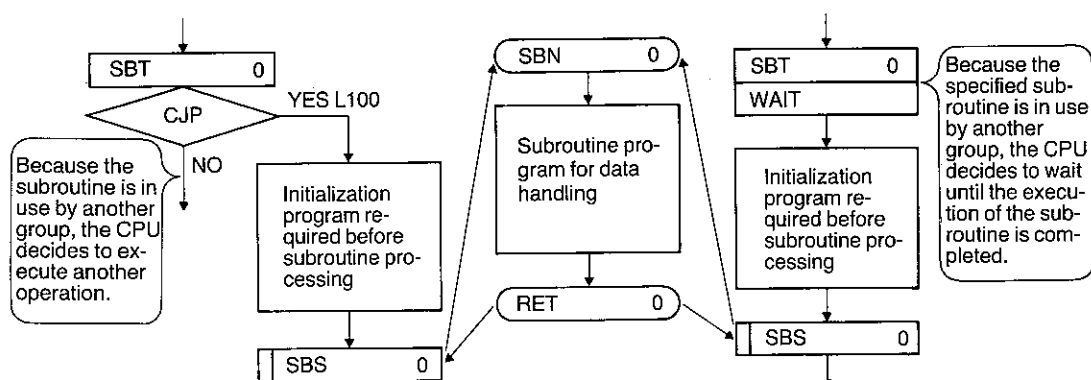 SBT 0
CJP
YES L100
NO
Because the
subroutine is in
use by another
group, the CPU
decides to ex-
ecute another
operation.
Initialization
program re-
quired before
subroutine pro-
cessing
SBS 0
SBN 0
Subroutine pro-
gram for data
handling
RET 0
SBT 0
WAIT
Initialization
program re-
quired before
subroutine pro-
cessing
SBS 0
Because the
specified sub-
routine is in use
by another
group, the CPU
decides to wait
until the execu-
tion of the sub-
routine is com-
pleted.